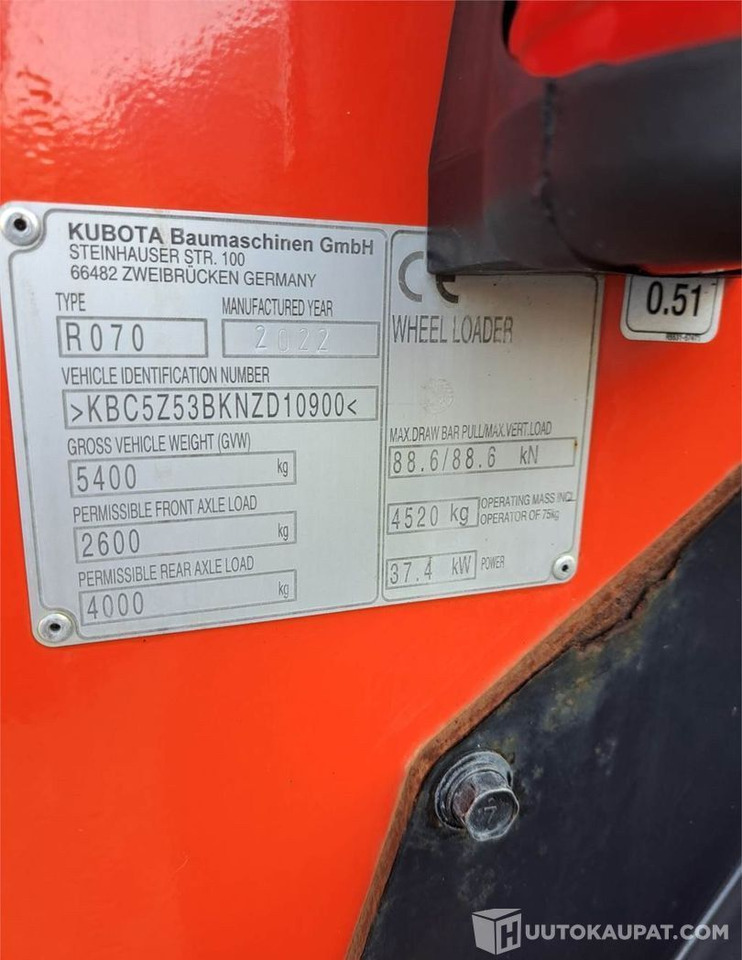 KUBOTA Baumaschinen GmbH
STEINHAUSER STR. 100
66482 ZWEIBRÜCKEN GERMANY
TYPE
R070
MANUFACTURED YEAR
2022
VEHICLE IDENTIFICATION NUMBER
>KBC5Z53BKNZD10900<
GROSS VEHICLE WEIGHT (GVW)
5400 kg
PERMISSIBLE FRONT AXLE LOAD
2600 kg
PERMISSIBLE REAR AXLE LOAD
4000 kg
CE
WHEEL LOADER
MAX.DRAW BAR PULL/MAX.VERT.LOAD
88.6/88.6 kN
4520 kg
OPERATING MASS INCL
OPERATOR OF 75kg
37.4 kW
POWER
0.51
7
HUUTOKAUPAT.COM